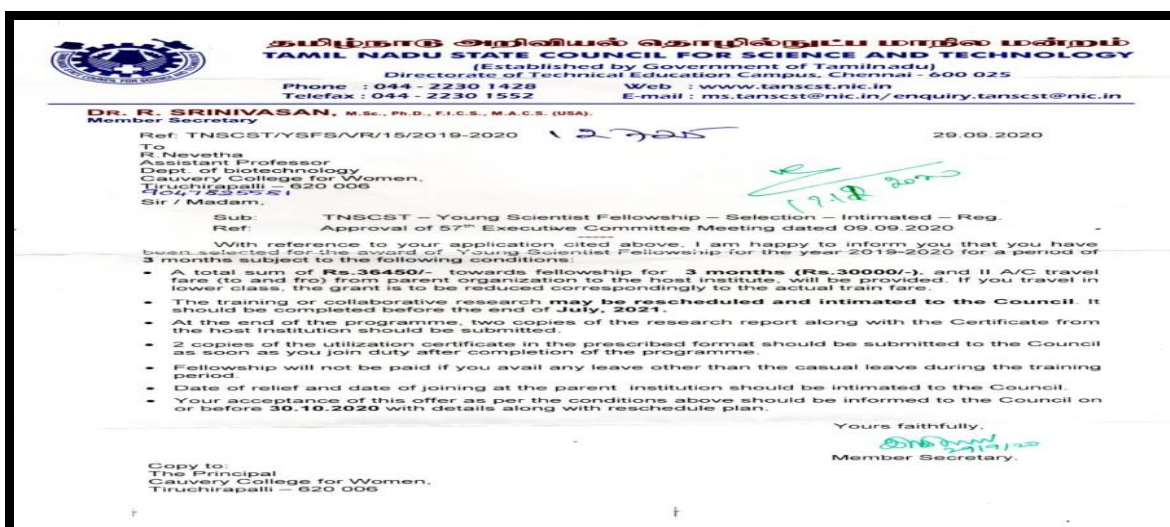 தமிழ்நாடு அறிவியல் தொழில்நுட்ப மாநில மன்றம்
TAMIL NADU STATE COUNCIL FOR SCIENCE AND TECHNOLOGY
(Established by Government of Tamilnadu)
Directorate of Technical Education Campus, Chennai - 600 025
Phone : 044 - 2230 1428 Web : www.tanscst.nic.in
Telefax : 044 - 2230 1552 E-mail : ms.tanscst@nic.in/enquiry.tanscst@nic.in
DR. R. SRINIVASAN, M.Sc., Ph.D., F.I.C.S., M.A.C.S. (USA).
Member Secretary
Ref: TNSCST/YSFS/VR/15/2019-2020 12725 29.09.2020
To
R.Nevetha
Assistant Professor
Dept. of biotechnology
Cauvery College for Women,
Tiruchirapalli – 620 006
9047825581
Sir / Madam,
Sub: TNSCST – Young Scientist Fellowship – Selection – Intimated – Reg.
Ref: Approval of 57th Executive Committee Meeting dated 09.09.2020
-----
With reference to your application cited above, I am happy to inform you that you have
been selected for the award of Young Scientist Fellowship for the year 2019-2020 for a period of
3 months subject to the following conditions:
• A total sum of Rs.36450/- towards fellowship for 3 months (Rs.30000/-), and II A/C travel
fare (to and fro) from parent organization to the host institute, will be provided. If you travel in
lower class, the grant is to be reduced correspondingly to the actual train fare.
• The training or collaborative research may be rescheduled and intimated to the Council. It
should be completed before the end of July, 2021.
• At the end of the programme, two copies of the research report along with the Certificate from
the host Institution should be submitted.
• 2 copies of the utilization certificate in the prescribed format should be submitted to the Council
as soon as you join duty after completion of the programme.
• Fellowship will not be paid if you avail any leave other than the casual leave during the training
period.
• Date of relief and date of joining at the parent institution should be intimated to the Council.
• Your acceptance of this offer as per the conditions above should be informed to the Council on
or before 30.10.2020 with details along with reschedule plan.
Yours faithfully,
29/9/20
Member Secretary.
Copy to:
The Principal
Cauvery College for Women,
Tiruchirapalli – 620 006